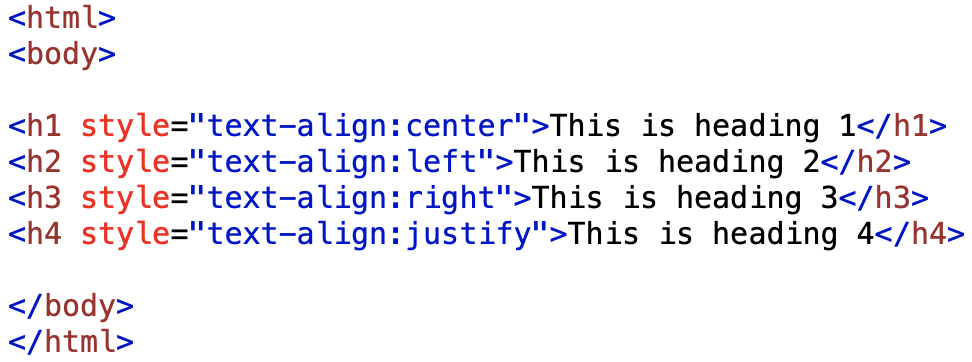 <html>
<body>
<h1 style="text-align:center">This is heading 1</h1>
<h2 style="text-align:left">This is heading 2</h2>
<h3 style="text-align:right">This is heading 3</h3>
<h4 style="text-align:justify">This is heading 4</h4>
</body>
</html>